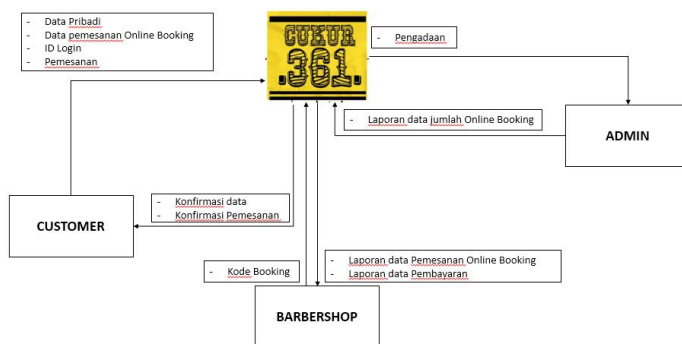 - Data Pribadi
- Data pemesanan Online Booking
- ID Login
- Pemesanan
CUKUR
.361.
- Pengadaan
- Laporan data jumlah Online Booking
ADMIN
CUSTOMER
- Konfirmasi data
- Konfirmasi Pemesanan
- Kode Booking
- Laporan data Pemesanan Online Booking
- Laporan data Pembayaran
BARBERSHOP